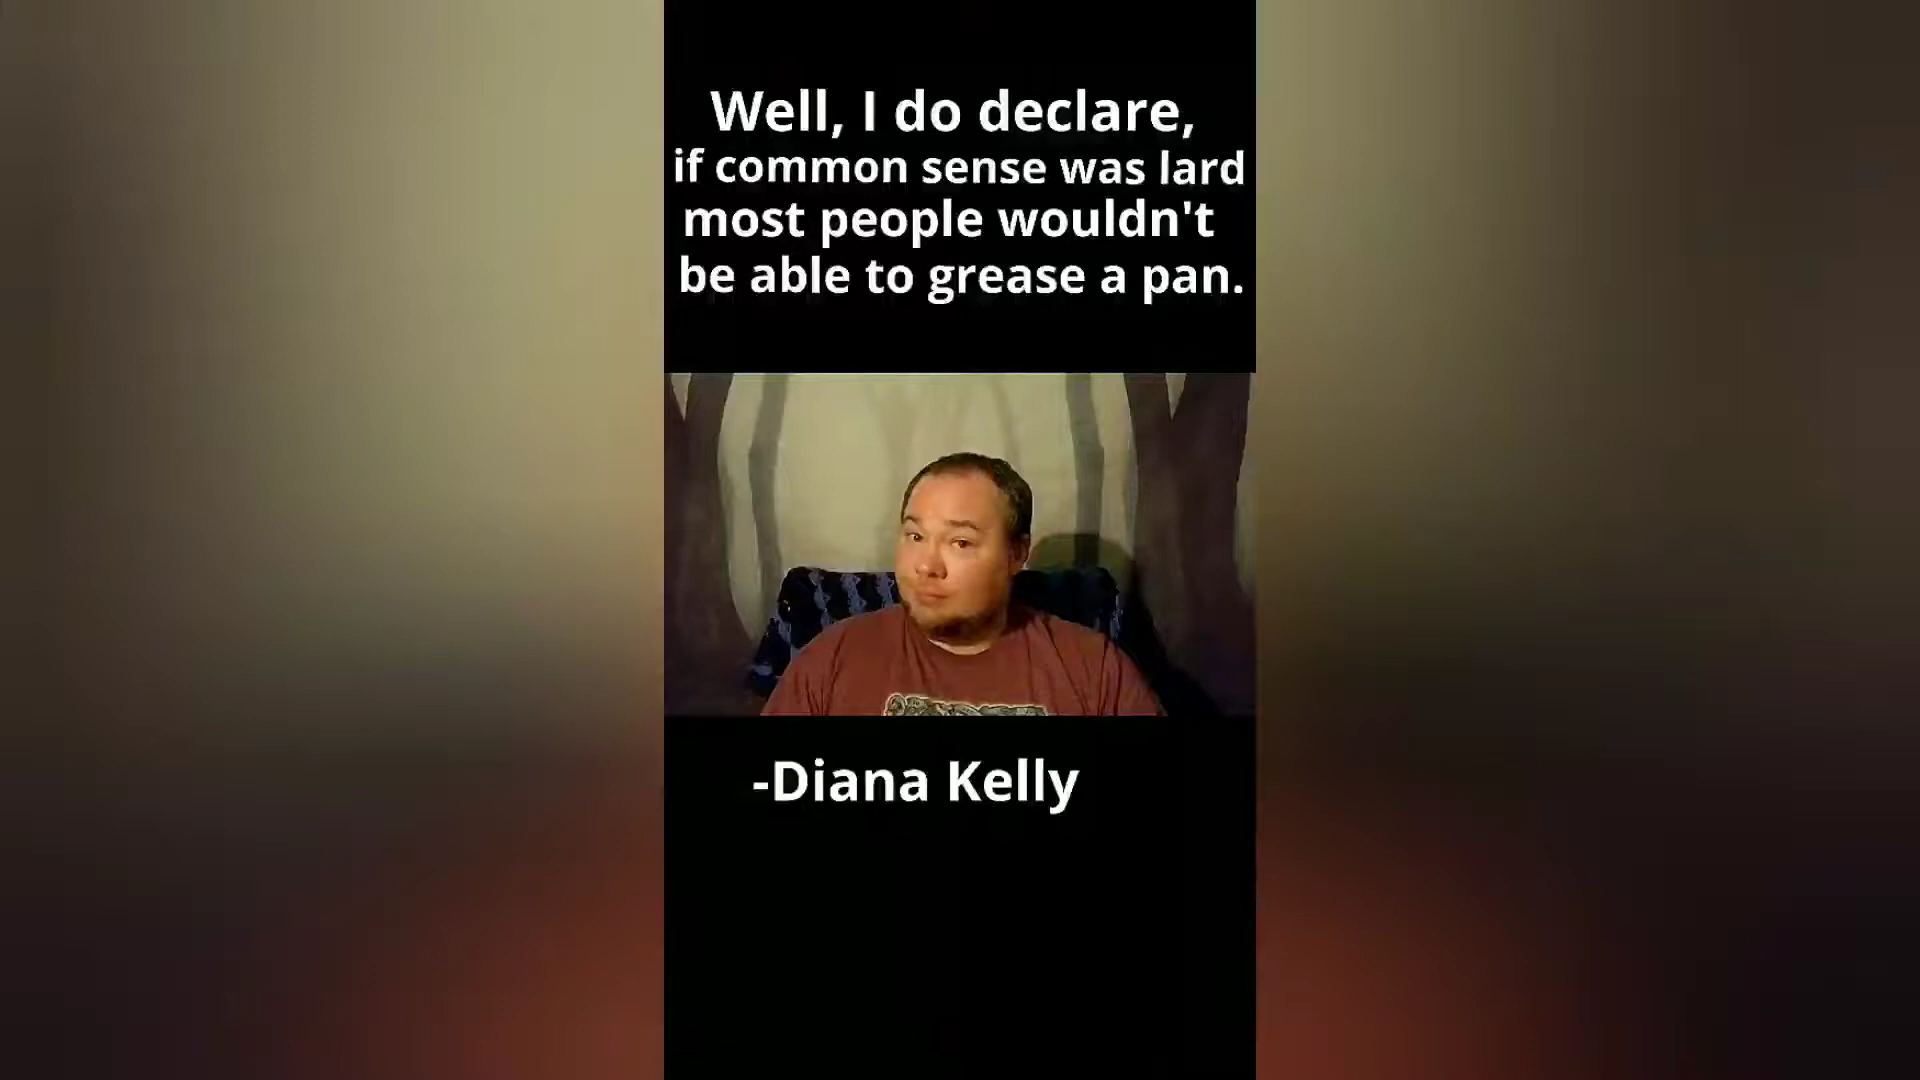 Well, I do declare,
if common sense was lard
most people wouldn't
be able to grease a pan.
-Diana Kelly